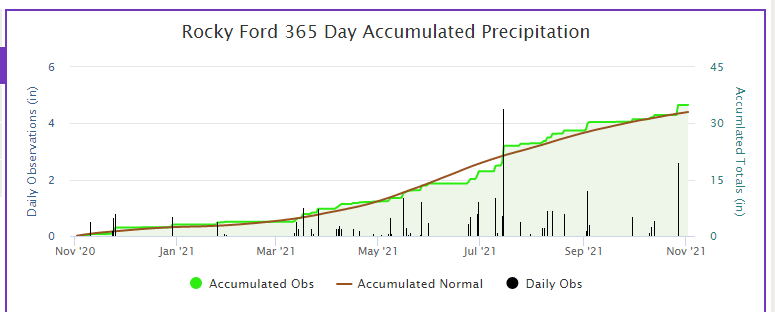 Rocky Ford 365 Day Accumulated Precipitation
6 45
4 30
2 15
0 0
Daily Observations (in)
Accumlated Totals (in)
Nov '20 Jan '21 Mar '21 May '21 Jul '21 Sep '21 Nov '21
Accumulated Obs Accumulated Normal Daily Obs